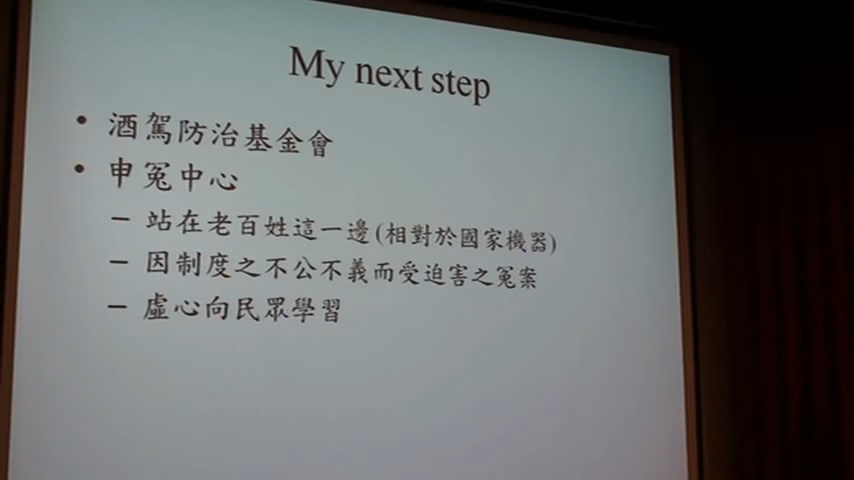 My next step
• 酒駕防治基金會
• 申冤中心
– 站在老百姓這一邊(相對於國家機器)
– 因制度之不公不義而受迫害之冤案
– 虛心向民眾學習